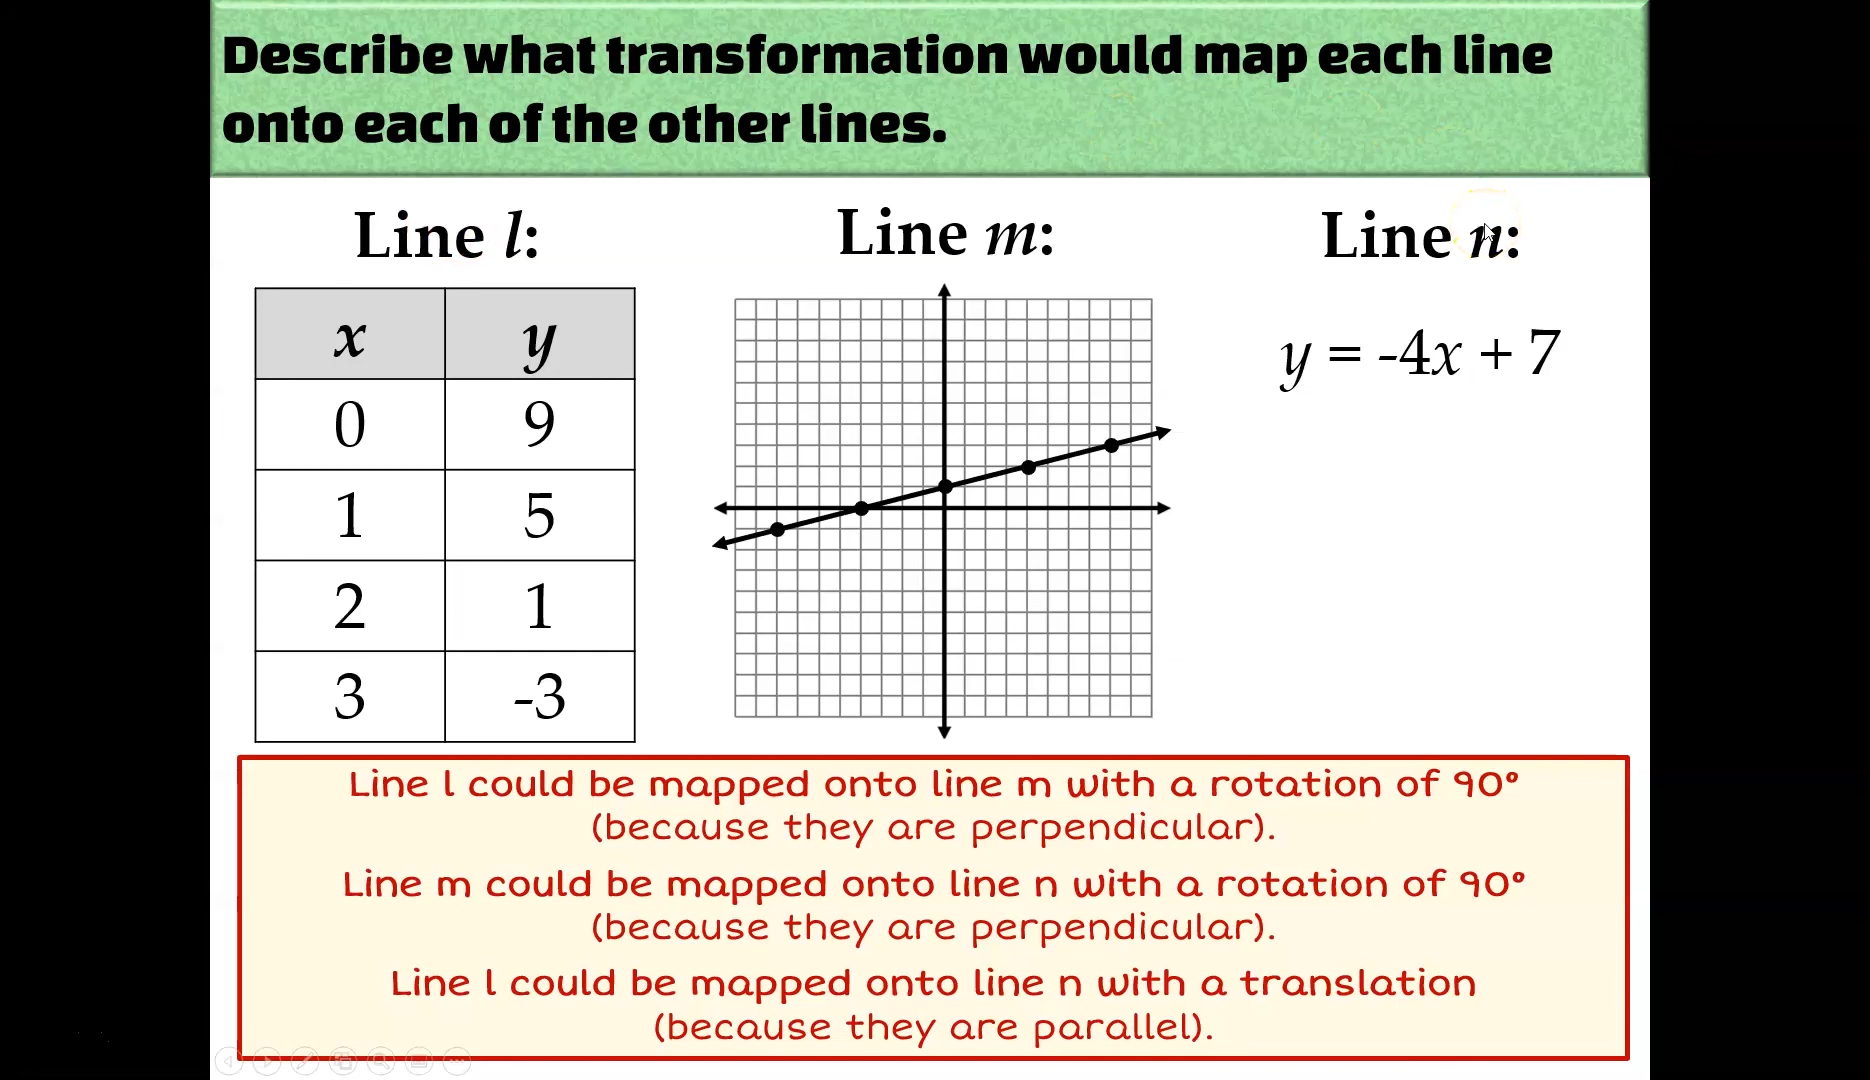 Describe what transformation would map each line
onto each of the other lines.
Line l:
Line m:
Line n:
x y
0 9
1 5
2 1
3 -3
y = -4x + 7
Line l could be mapped onto line m with a rotation of 90°
(because they are perpendicular).
Line m could be mapped onto line n with a rotation of 90°
(because they are perpendicular).
Line l could be mapped onto line n with a translation
(because they are parallel).